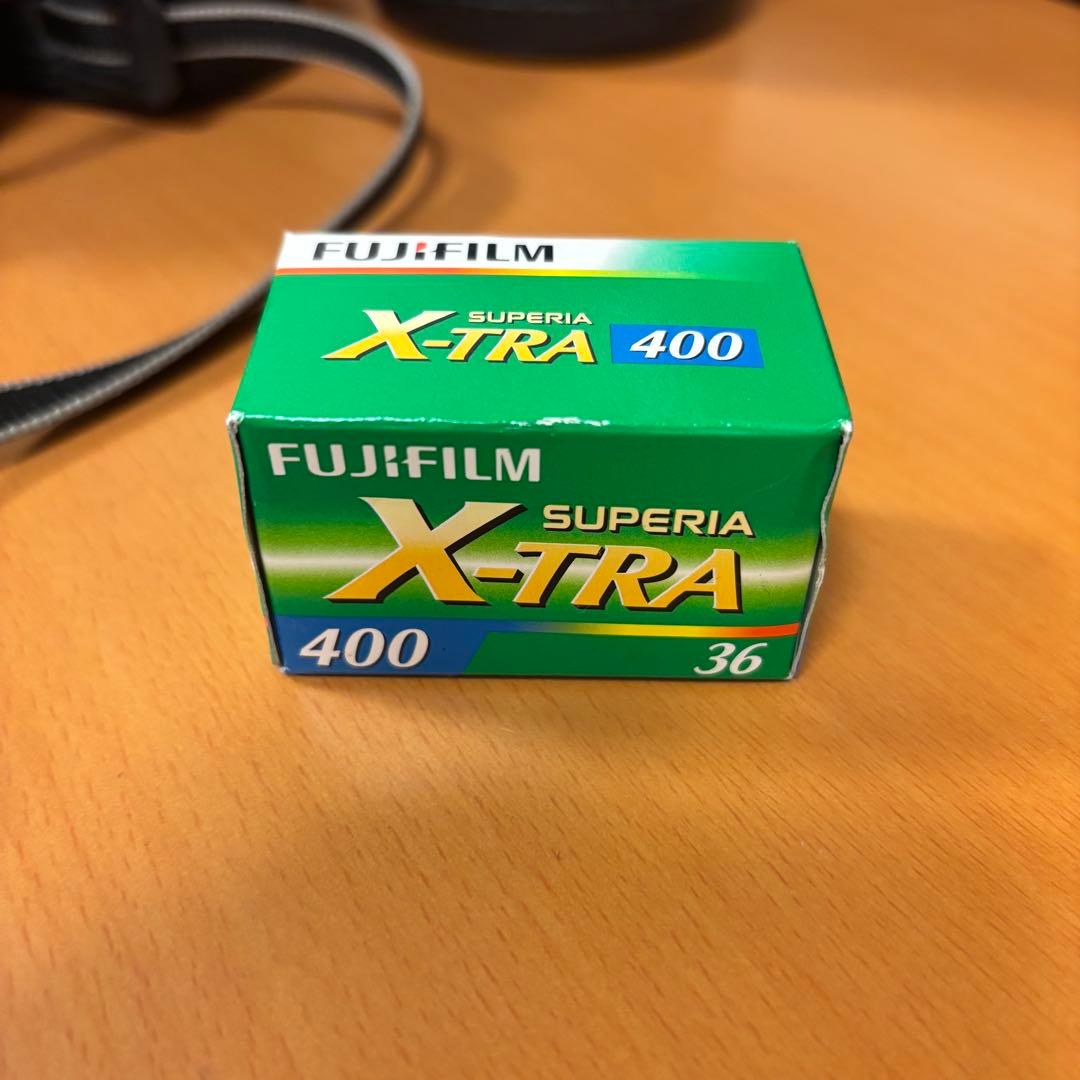 FUJIFILM
SUPERIA
X-TRA 400
FUJIFILM
SUPERIA
X-TRA
400 36